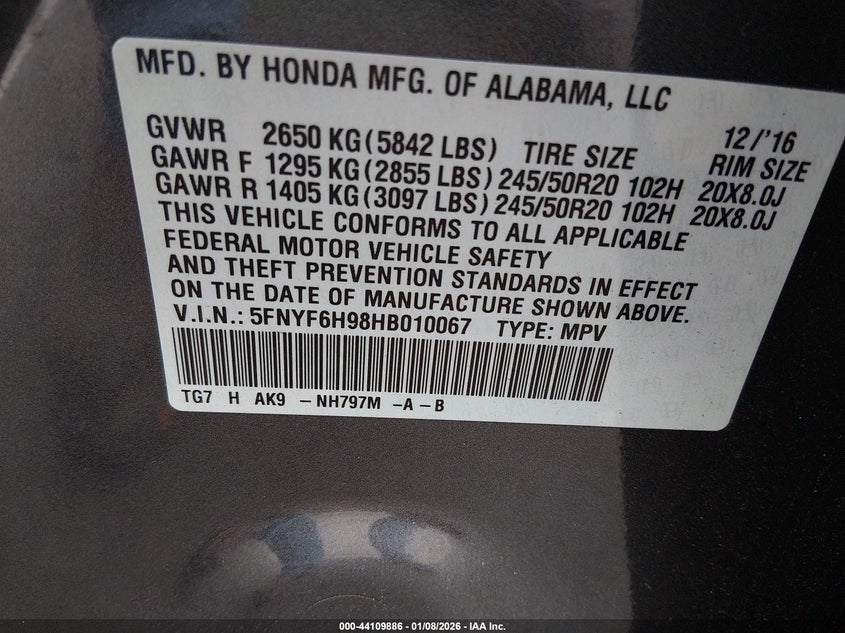 MFD. BY HONDA MFG. OF ALABAMA, LLC
12/'16
GVWR 2650 KG (5842 LBS) TIRE SIZE RIM SIZE
GAWR F 1295 KG (2855 LBS) 245/50R20 102H 20X8.0J
GAWR R 1405 KG (3097 LBS) 245/50R20 102H 20X8.0J
THIS VEHICLE CONFORMS TO ALL APPLICABLE
FEDERAL MOTOR VEHICLE SAFETY
AND THEFT PREVENTION STANDARDS IN EFFECT
ON THE DATE OF MANUFACTURE SHOWN ABOVE.
V.I.N.: 5FNYF6H98HB010067 TYPE: MPV
TG7 H AK9 -NH797M -A-B
000-44109886 - 01/08/2026 - IAA Inc.